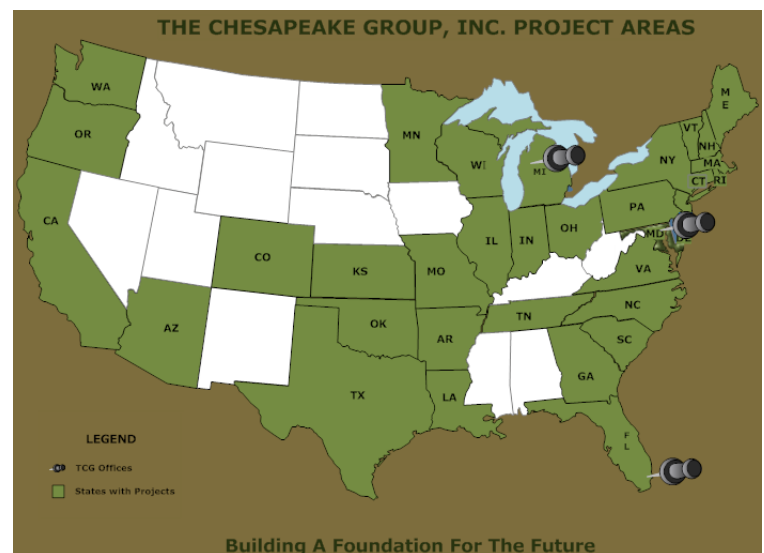 THE CHESAPEAKE GROUP, INC. PROJECT AREAS
WA
OR
CA
AZ
CO
KS
OK
TX
MN
WI
MI
IL
IN
OH
MO
AR
LA
TN
NC
SC
GA
F
L
VA
MD
DE
PA
NY
VT
NH
MA
CT
RI
M
E
LEGEND
TCG Offices
States with Projects
Building A Foundation For The Future